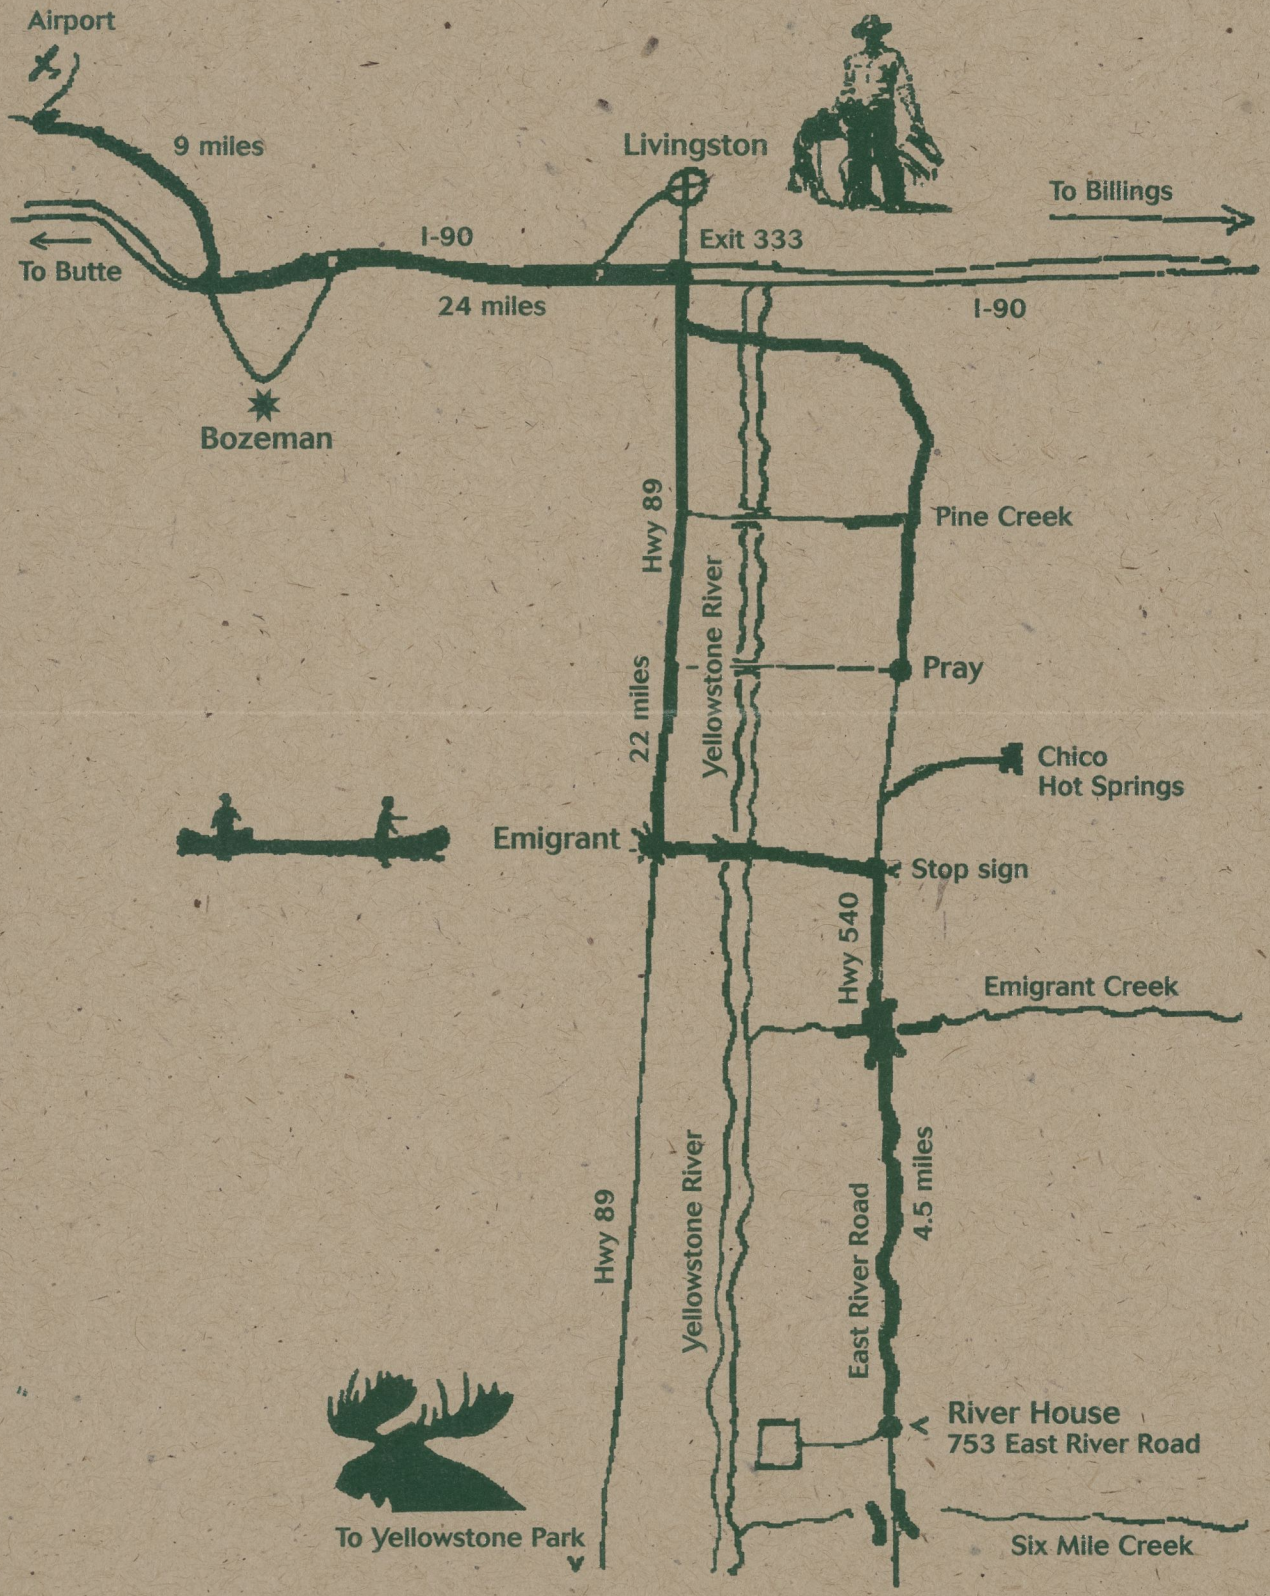 Airport
9 miles
Livingston
To Billings
I-90
Exit 333
To Butte
24 miles
I-90
Bozeman
Hwy 89
Pine Creek
Yellowstone River
22 miles
Pray
Chico
Hot Springs
Emigrant
Stop sign
Hwy 540
Emigrant Creek
4.5 miles
Hwy 89
Yellowstone River
East River Road
River House
753 East River Road
To Yellowstone Park
Six Mile Creek